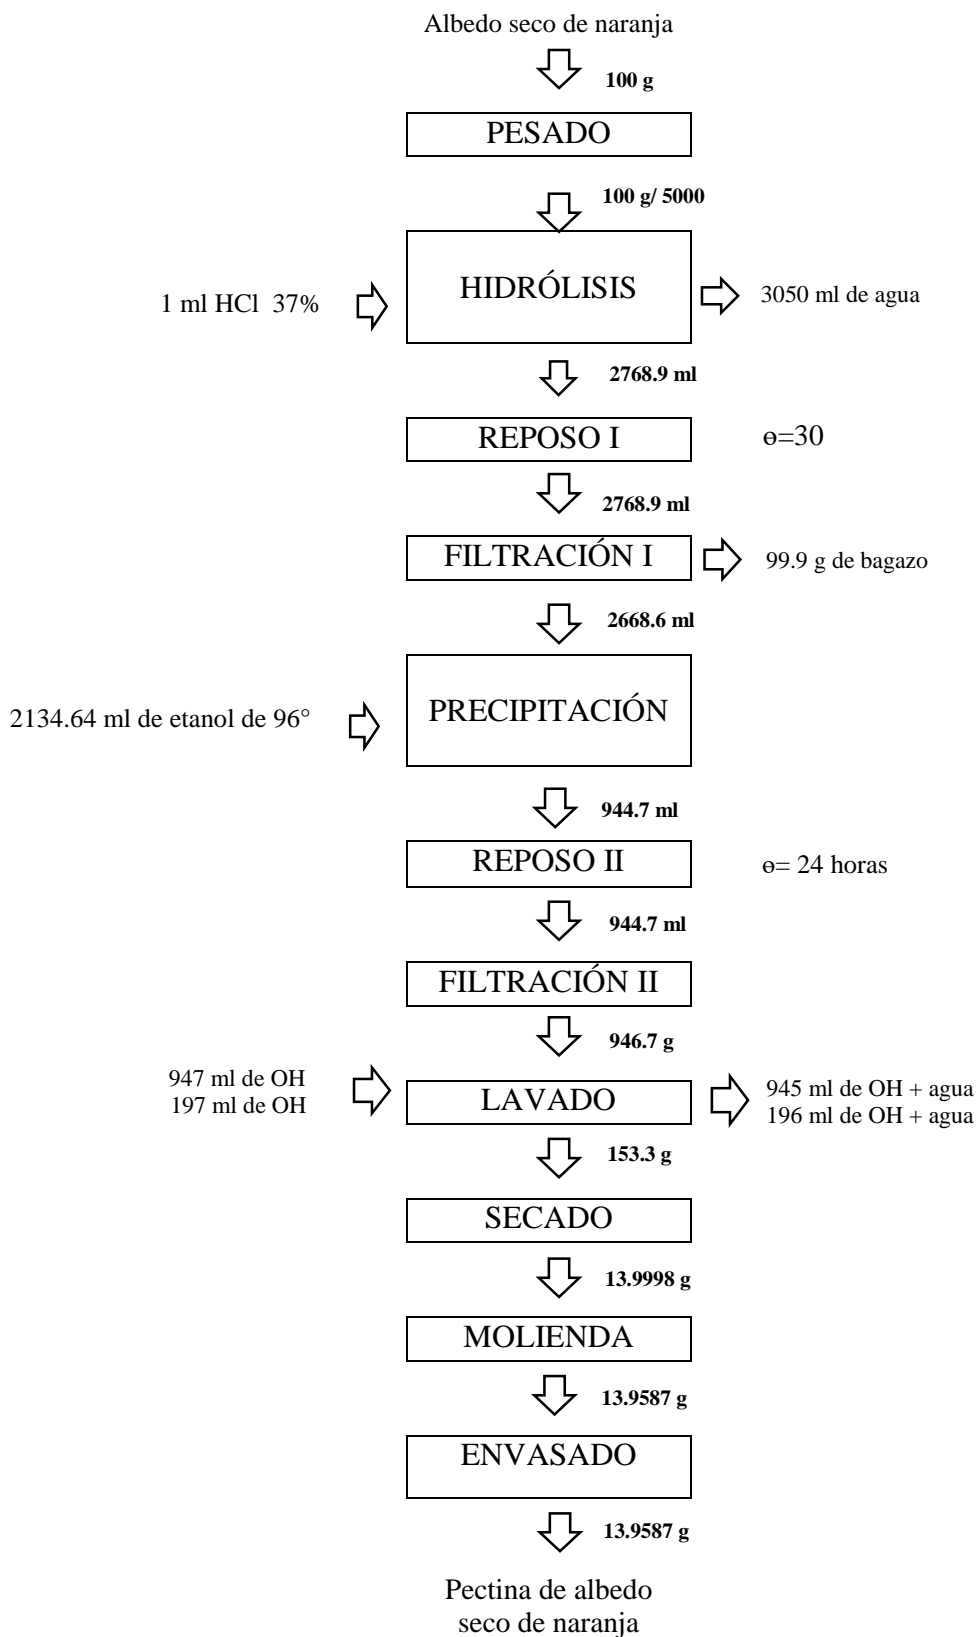 Albedo seco de naranja
100 g
PESADO
100 g/ 5000
HIDRÓLISIS
1 ml HCl 37%
3050 ml de agua
2768.9 ml
REPOSO I
ө=30
2768.9 ml
FILTRACIÓN I
99.9 g de bagazo
2668.6 ml
PRECIPITACIÓN
2134.64 ml de etanol de 96°
944.7 ml
REPOSO II
ө= 24 horas
944.7 ml
FILTRACIÓN II
946.7 g
947 ml de OH
197 ml de OH
LAVADO
945 ml de OH + agua
196 ml de OH + agua
153.3 g
SECADO
13.9998 g
MOLIENDA
13.9587 g
ENVASADO
13.9587 g
Pectina de albedo
seco de naranja